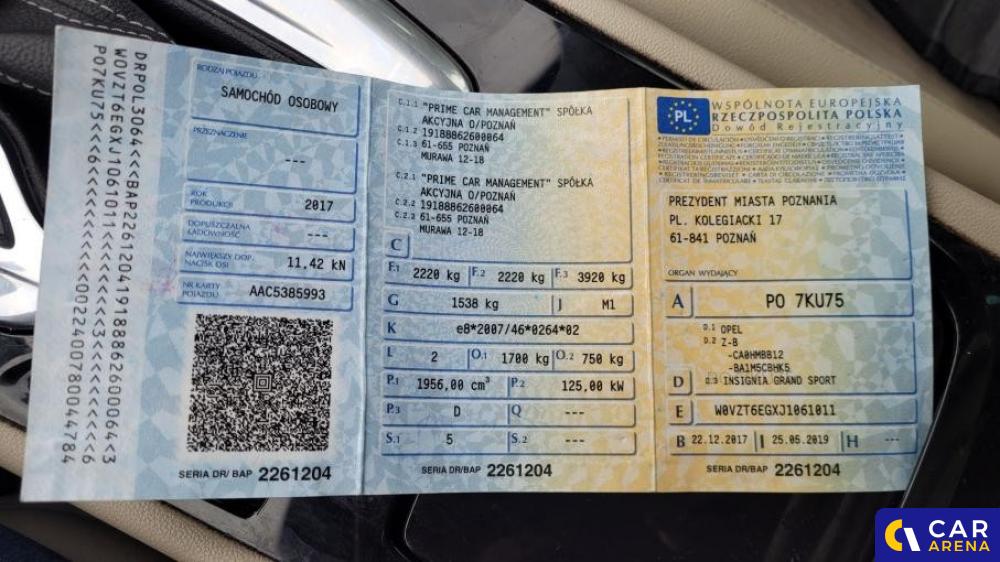 DRPOL3064<<BAP2261204191888626000064<3
W0VZT6EGXJ1061011<<<<<<<<<3<<<<<<<<<6
PO7KU75<<<6<<<<<<<<<<002240078004​4784
RODZAJ POJAZDU
SAMOCHÓD OSOBOWY
PRZEZNACZENIE
---
ROK PRODUKCJI
2017
DOPUSZCZALNA ŁADOWNOŚĆ
---
NAJWIĘKSZY DOP. NACISK OSI
11,42 kN
NR KARTY POJAZDU
AAC5385993
SERIA DR/ BAP 2261204
C.1.1 "PRIME CAR MANAGEMENT" SPÓŁKA
AKCYJNA O/POZNAŃ
C.1.2 19188862600064
C.1.3 61-655 POZNAŃ
MURAWA 12-18
C.2.1 "PRIME CAR MANAGEMENT" SPÓŁKA
AKCYJNA O/POZNAŃ
C.2.2 19188862600064
C.2.3 61-655 POZNAŃ
MURAWA 12-18
C
F.1 2220 kg F.2 2220 kg F.3 3920 kg
G 1538 kg J M1
K e8*2007/46*0264*02
L 2 O.1 1700 kg O.2 750 kg
P.1 1956,00 cm³ P.2 125,00 kW
P.3 D Q ---
S.1 5 S.2 ---
SERIA DR/BAP 2261204
PL
WSPÓLNOTA EUROPEJSKA
RZECZPOSPOLITA POLSKA
Dowód Rejestracyjny
PREZYDENT MIASTA POZNANIA
PL. KOLEGIACKI 17
61-841 POZNAŃ
ORGAN WYDAJĄCY
A PO 7KU75
D.1 OPEL
D.2 Z-B
-CA0HMBB12
-BA1M5CBHK5
D D.3 INSIGNIA GRAND SPORT
E W0VZT6EGXJ1061011
B 22.12.2017 I 25.05.2019 H ---
SERIA DR/BAP 2261204
CAR
ARENA